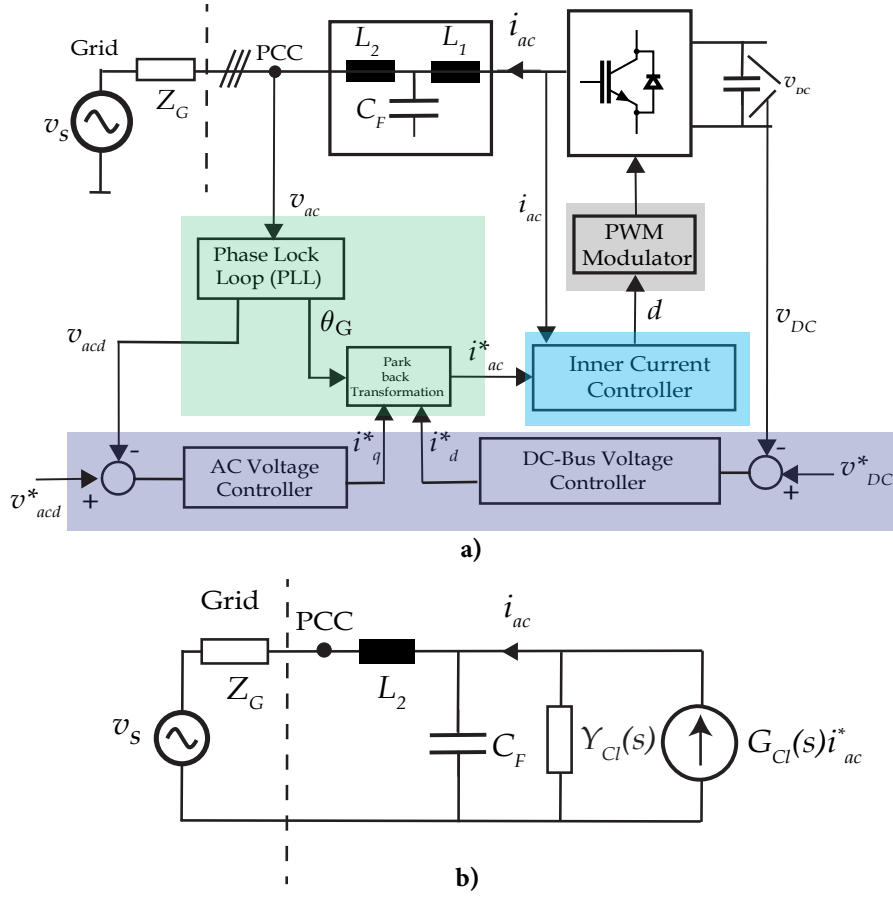 Grid
PCC
L2
L1
iac
ZG
CF
vs
vDC
vac
iac
PWM
Modulator
Phase Lock
Loop (PLL)
vacd
θG
d
vDC
Park
back
Transformation
i*ac
Inner Current
Controller
-
AC Voltage
Controller
i*q
i*d
DC-Bus Voltage
Controller
-
v*acd
+
+
v*DC
a)
Grid
PCC
iac
ZG
L2
vs
CF
YCl(s)
GCl(s)i*ac
b)